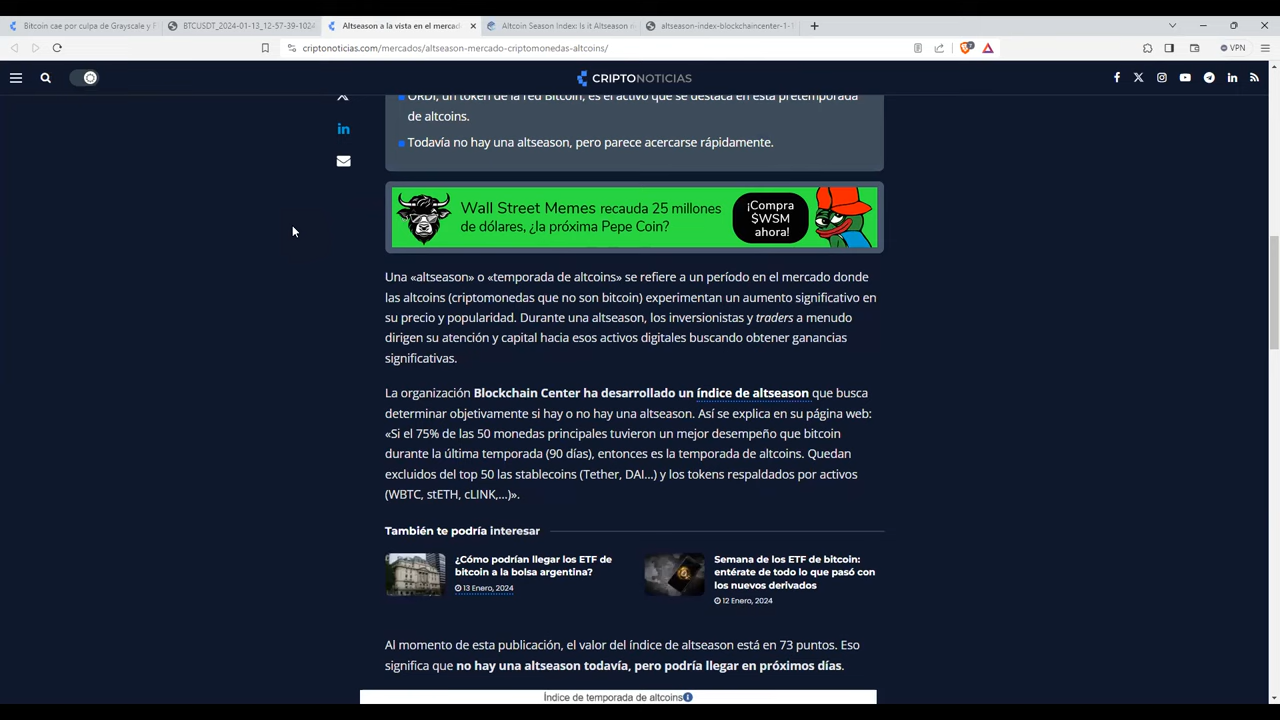 Bitcoin cae por culpa de Grayscale y F
BTCUSDT_2024-01-13_12-57-39-1024
Altseason a la vista en el mercad
Altcoin Season Index: Is it Altseason n
altseason-index-blockchaincenter-1-1
criptonoticias.com/mercados/altseason-mercado-criptomonedas-altcoins/
VPN
CRIPTONOTICIAS
ORDI, un token de la red Bitcoin, es el activo que se destaca en esta pretemporada
de altcoins.
Todavía no hay una altseason, pero parece acercarse rápidamente.
Wall Street Memes recauda 25 millones
de dólares, ¿la próxima Pepe Coin?
¡Compra
$WSM
ahora!
Una «altseason» o «temporada de altcoins» se refiere a un período en el mercado donde
las altcoins (criptomonedas que no son bitcoin) experimentan un aumento significativo en
su precio y popularidad. Durante una altseason, los inversionistas y traders a menudo
dirigen su atención y capital hacia esos activos digitales buscando obtener ganancias
significativas.
La organización Blockchain Center ha desarrollado un índice de altseason que busca
determinar objetivamente si hay o no hay una altseason. Así se explica en su página web:
«Si el 75% de las 50 monedas principales tuvieron un mejor desempeño que bitcoin
durante la última temporada (90 días), entonces es la temporada de altcoins. Quedan
excluidos del top 50 las stablecoins (Tether, DAI...) y los tokens respaldados por activos
(WBTC, stETH, cLINK,...)».
También te podría interesar
¿Cómo podrían llegar los ETF de
bitcoin a la bolsa argentina?
13 Enero, 2024
Semana de los ETF de bitcoin:
entérate de todo lo que pasó con
los nuevos derivados
12 Enero, 2024
Al momento de esta publicación, el valor del índice de altseason está en 73 puntos. Eso
significa que no hay una altseason todavía, pero podría llegar en próximos días.
Índice de temporada de altcoins